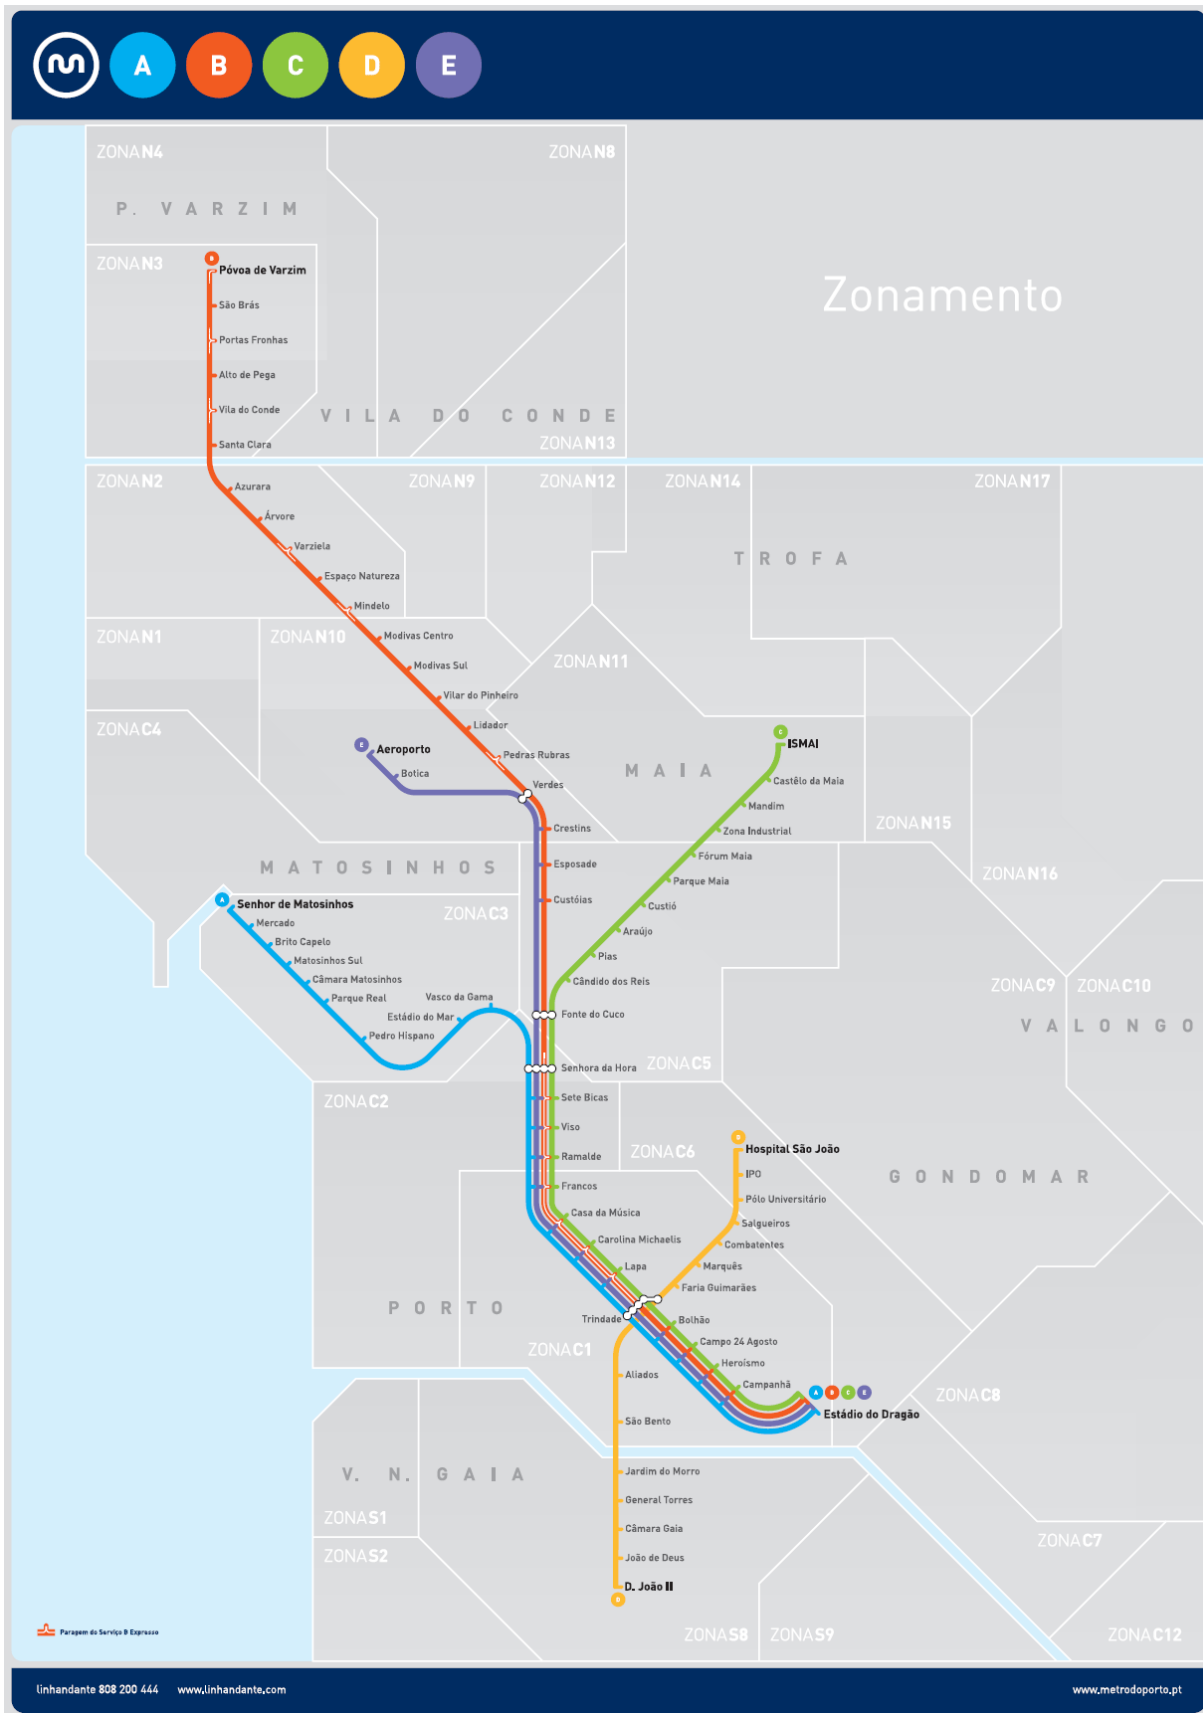 A B C D E
ZONA N4
ZONA N8
P. VARZIM
ZONA N3
B
Póvoa de Varzim
Zonamento
São Brás
Portas Fronhas
Alto de Pega
Vila do Conde
VILA DO CONDE
Santa Clara
ZONA N13
ZONA N2
ZONA N9
ZONA N12
ZONA N14
ZONA N17
Azurara
Árvore
Varziela
TROFA
Espaço Natureza
Mindelo
ZONA N1
ZONA N10
Modivas Centro
ZONA N11
Modivas Sul
Vilar do Pinheiro
ZONA C4
Lidador
C
ISMAI
E
Aeroporto
Pedras Rubras
Botica
MAIA
Verdes
Castêlo da Maia
Mandim
Crestins
Zona Industrial
ZONA N15
Fórum Maia
MATOSINHOS
Esposade
ZONA N16
Parque Maia
A
Senhor de Matosinhos
Custóias
Custió
ZONA C3
Mercado
Araújo
Brito Capelo
Pias
Matosinhos Sul
Câmara Matosinhos
Cândido dos Reis
ZONA C9
ZONA C10
Parque Real
Vasco da Gama
Estádio do Mar
Fonte do Cuco
VALONGO
Pedro Hispano
Senhora da Hora
ZONA C5
ZONA C2
Sete Bicas
Viso
D
Hospital São João
ZONA C6
Ramalde
IPO
GONDOMAR
Francos
Pólo Universitário
Casa da Música
Salgueiros
Carolina Michaelis
Combatentes
Lapa
Marquês
Faria Guimarães
PORTO
Trindade
Bolhão
ZONA C1
Campo 24 Agosto
Heroísmo
Aliados
Campanhã
A B C E
ZONA C8
Estádio do Dragão
São Bento
V. N. GAIA
Jardim do Morro
General Torres
ZONA S1
Câmara Gaia
ZONA C7
ZONA S2
João de Deus
D. João II
D
Paragem do Serviço B Expresso
ZONA S8
ZONA S9
ZONA C12
linhandante 808 200 444 www.linhandante.com
www.metrodoporto.pt